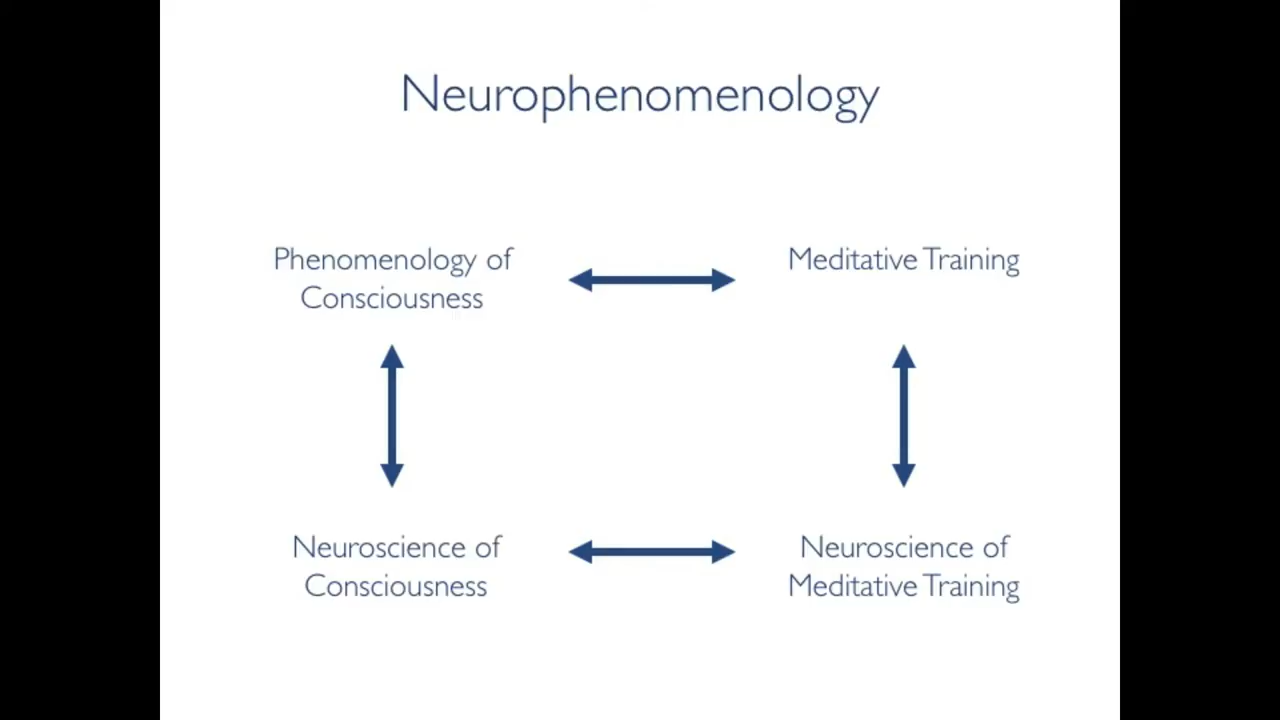 Neurophenomenology
Phenomenology of
Consciousness
Meditative Training
Neuroscience of
Consciousness
Neuroscience of
Meditative Training